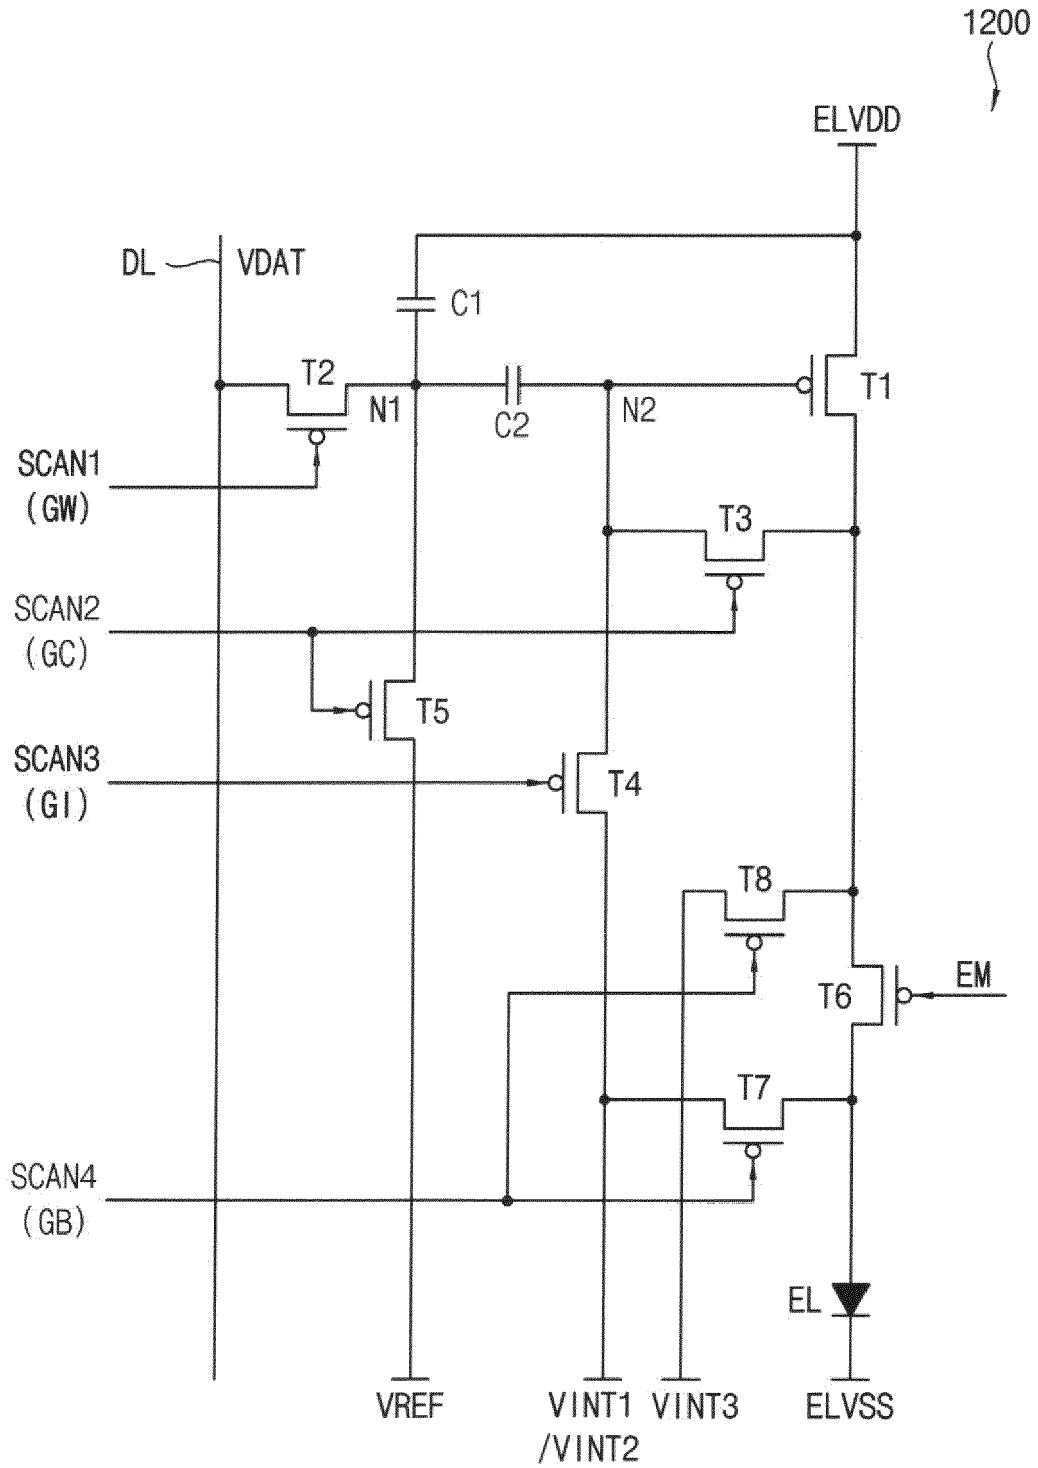 1200
ELVDD
DL
VDAT
C1
T2
T1
N1
C2
N2
SCAN1
(GW)
T3
SCAN2
(GC)
T5
SCAN3
(GI)
T4
T8
EM
T6
T7
SCAN4
(GB)
EL
VREF
VINT1
/VINT2
VINT3
ELVSS